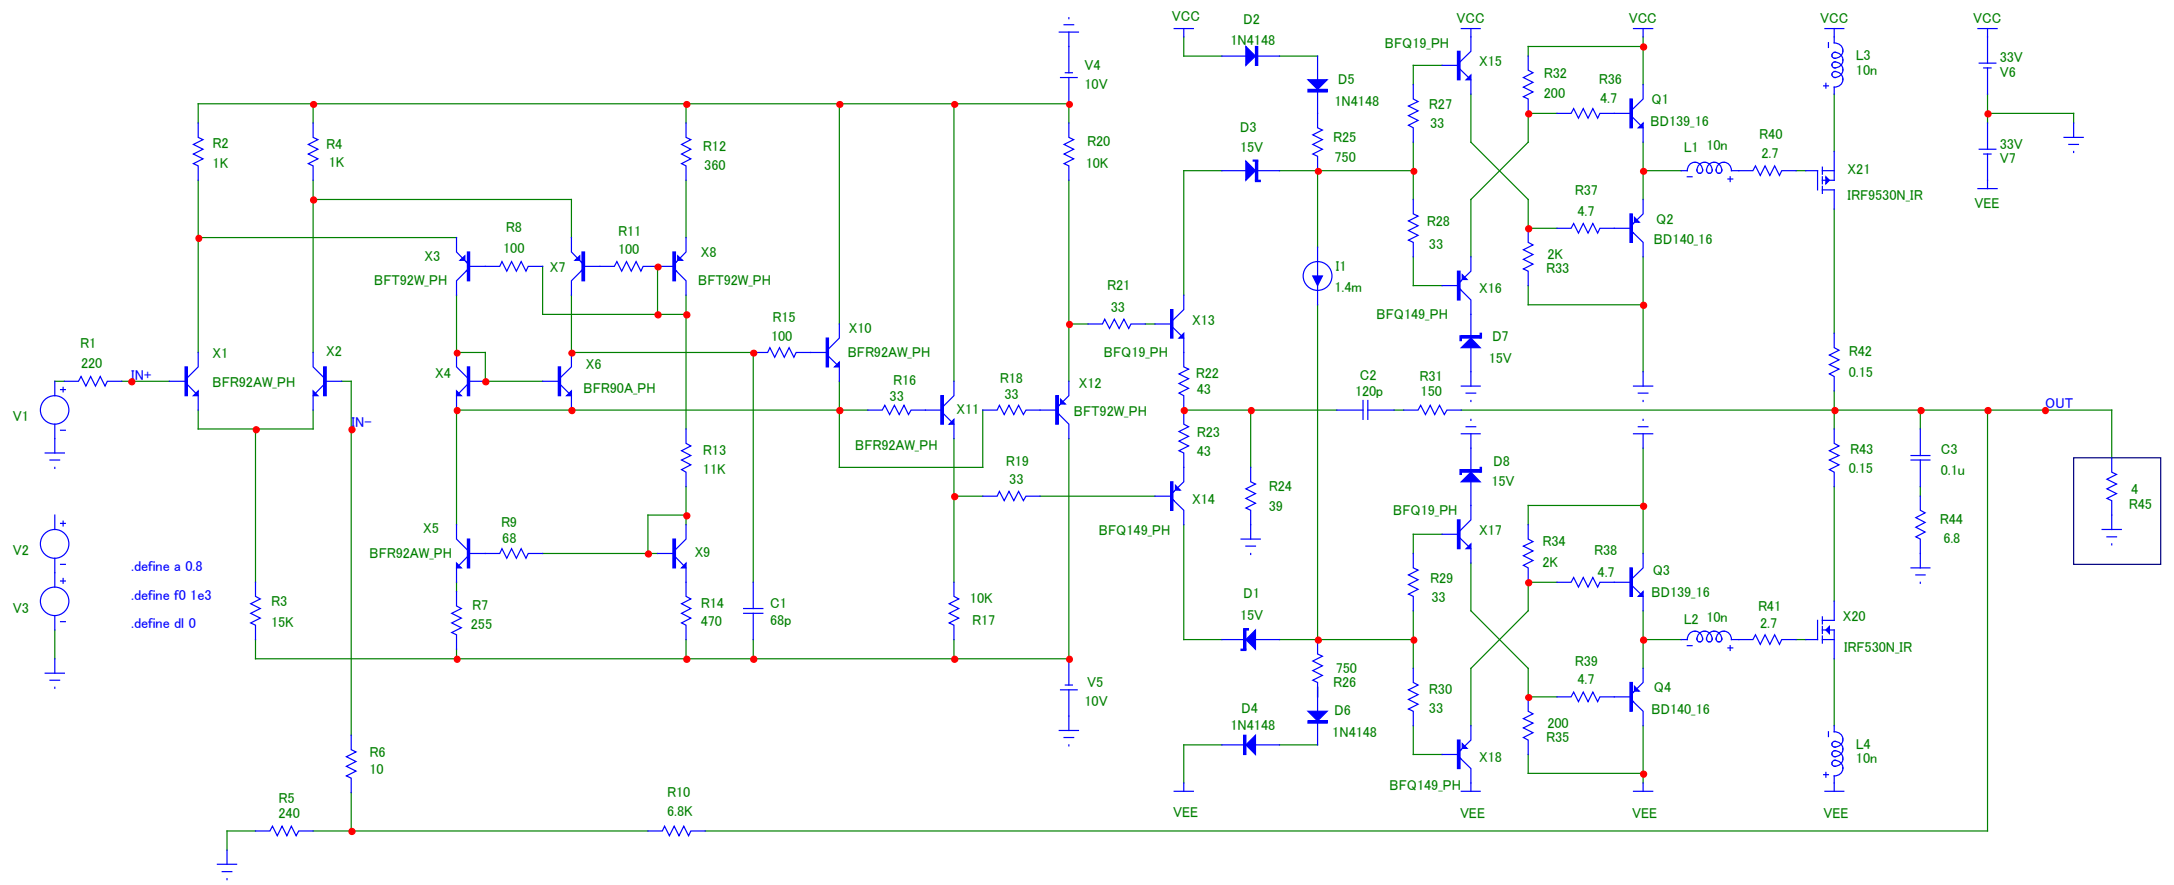 R1
220
IN+
V1
V2
V3
.define a 0.8
.define f0 1e3
.define dl 0
R2
1K
R4
1K
X1
BFR92AW_PH
X2
IN-
R3
15K
R5
240
R6
10
R10
6.8K
X3
BFT92W_PH
R8
100
X7
R11
100
X8
BFT92W_PH
R12
360
X4
X6
BFR90A_PH
X5
BFR92AW_PH
R9
68
R7
255
R13
11K
X9
R14
470
C1
68p
R15
100
X10
BFR92AW_PH
R16
33
X11
BFR92AW_PH
R18
33
R19
33
10K
R17
V4
10V
R20
10K
X12
BFT92W_PH
V5
10V
R21
33
X13
BFQ19_PH
R22
43
R23
43
X14
BFQ149_PH
VCC
D2
1N4148
D5
1N4148
D3
15V
R25
750
I1
1.4m
R24
39
D1
15V
750
R26
D4
1N4148
D6
1N4148
VEE
C2
120p
R31
150
VCC
BFQ19_PH
X15
R27
33
R28
33
X16
BFQ149_PH
D7
15V
D8
15V
BFQ19_PH
X17
R29
33
R30
33
X18
BFQ149_PH
VEE
VCC
R32
200
R36
4.7
Q1
BD139_16
R37
4.7
Q2
BD140_16
2K
R33
R34
2K
R38
4.7
Q3
BD139_16
R39
4.7
Q4
BD140_16
200
R35
VEE
L1 10n
R40
2.7
L2 10n
R41
2.7
VCC
L3
10n
X21
IRF9530N_IR
R42
0.15
R43
0.15
X20
IRF530N_IR
L4
10n
VEE
VCC
33V
V6
33V
V7
VEE
OUT
C3
0.1u
R44
6.8
4
R45